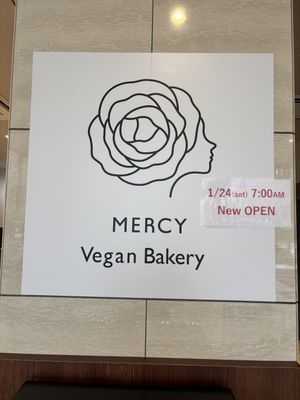 1/24(sat) 7:00AM
New OPEN
MERCY
Vegan Bakery